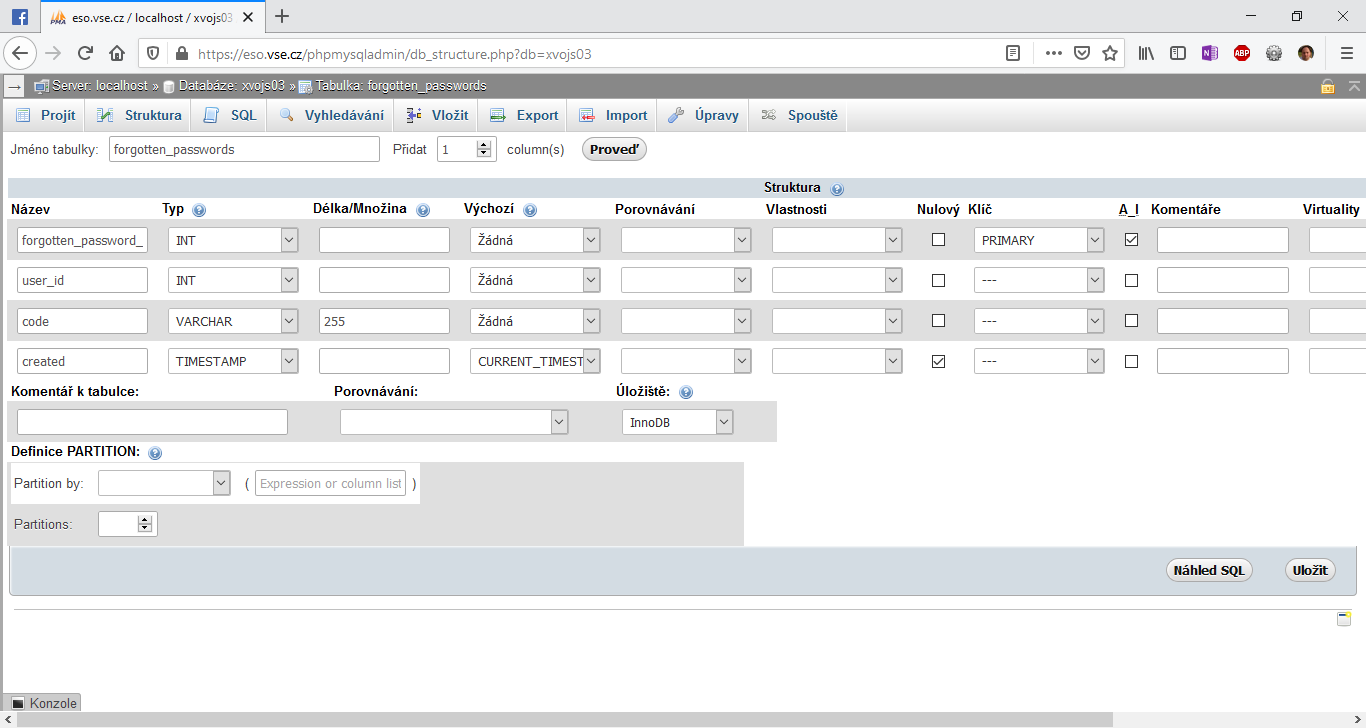 eso.vse.cz / localhost / xvojs03
https://eso.vse.cz/phpmysqladmin/db_structure.php?db=xvojs03
Server: localhost » Databáze: xvojs03 » Tabulka: forgotten_passwords
Projít Struktura SQL Vyhledávání Vložit Export Import Úpravy Spouště
Jméno tabulky: forgotten_passwords Přidat 1 column(s) Proveď
Struktura
Název Typ Délka/Množina Výchozí Porovnávání Vlastnosti Nulový Klíč A_I Komentáře Virtuality
forgotten_password_ INT Žádná PRIMARY
user_id INT Žádná ---
code VARCHAR 255 Žádná ---
created TIMESTAMP CURRENT_TIMEST ---
Komentář k tabulce: Porovnávání: Úložiště:
InnoDB
Definice PARTITION:
Partition by: ( Expression or column list )
Partitions:
Náhled SQL Uložit
Konzole